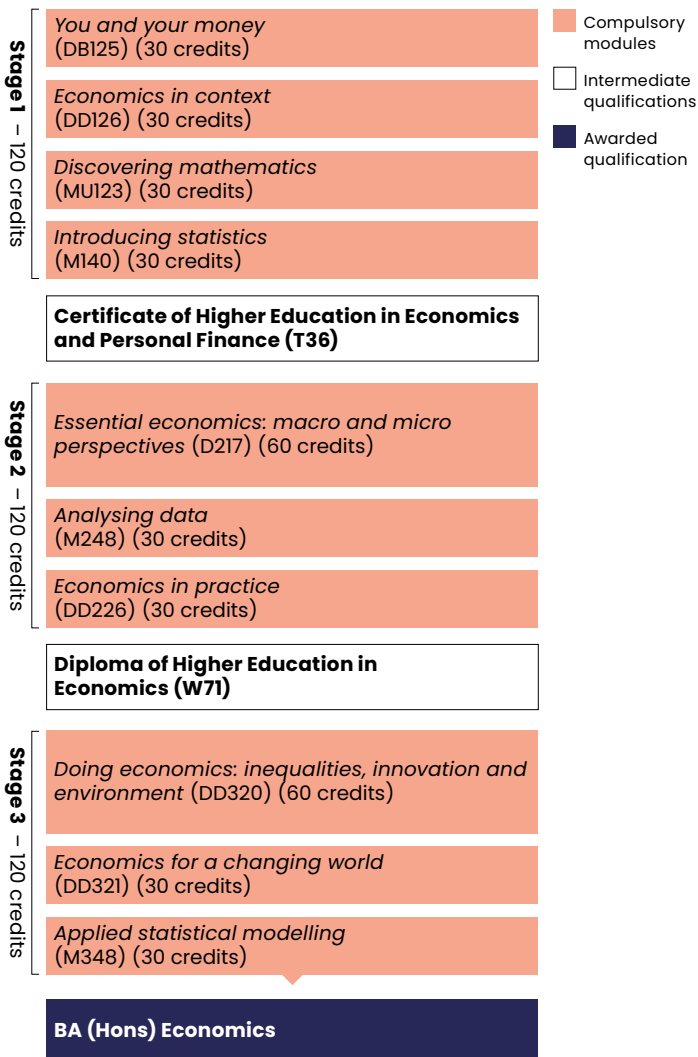 Stage 1 – 120 credits
You and your money
(DB125) (30 credits)
Economics in context
(DD126) (30 credits)
Discovering mathematics
(MU123) (30 credits)
Introducing statistics
(M140) (30 credits)
Certificate of Higher Education in Economics
and Personal Finance (T36)
Stage 2 – 120 credits
Essential economics: macro and micro
perspectives (D217) (60 credits)
Analysing data
(M248) (30 credits)
Economics in practice
(DD226) (30 credits)
Diploma of Higher Education in
Economics (W71)
Stage 3 – 120 credits
Doing economics: inequalities, innovation and
environment (DD320) (60 credits)
Economics for a changing world
(DD321) (30 credits)
Applied statistical modelling
(M348) (30 credits)
BA (Hons) Economics
Compulsory
modules
Intermediate
qualifications
Awarded
qualification